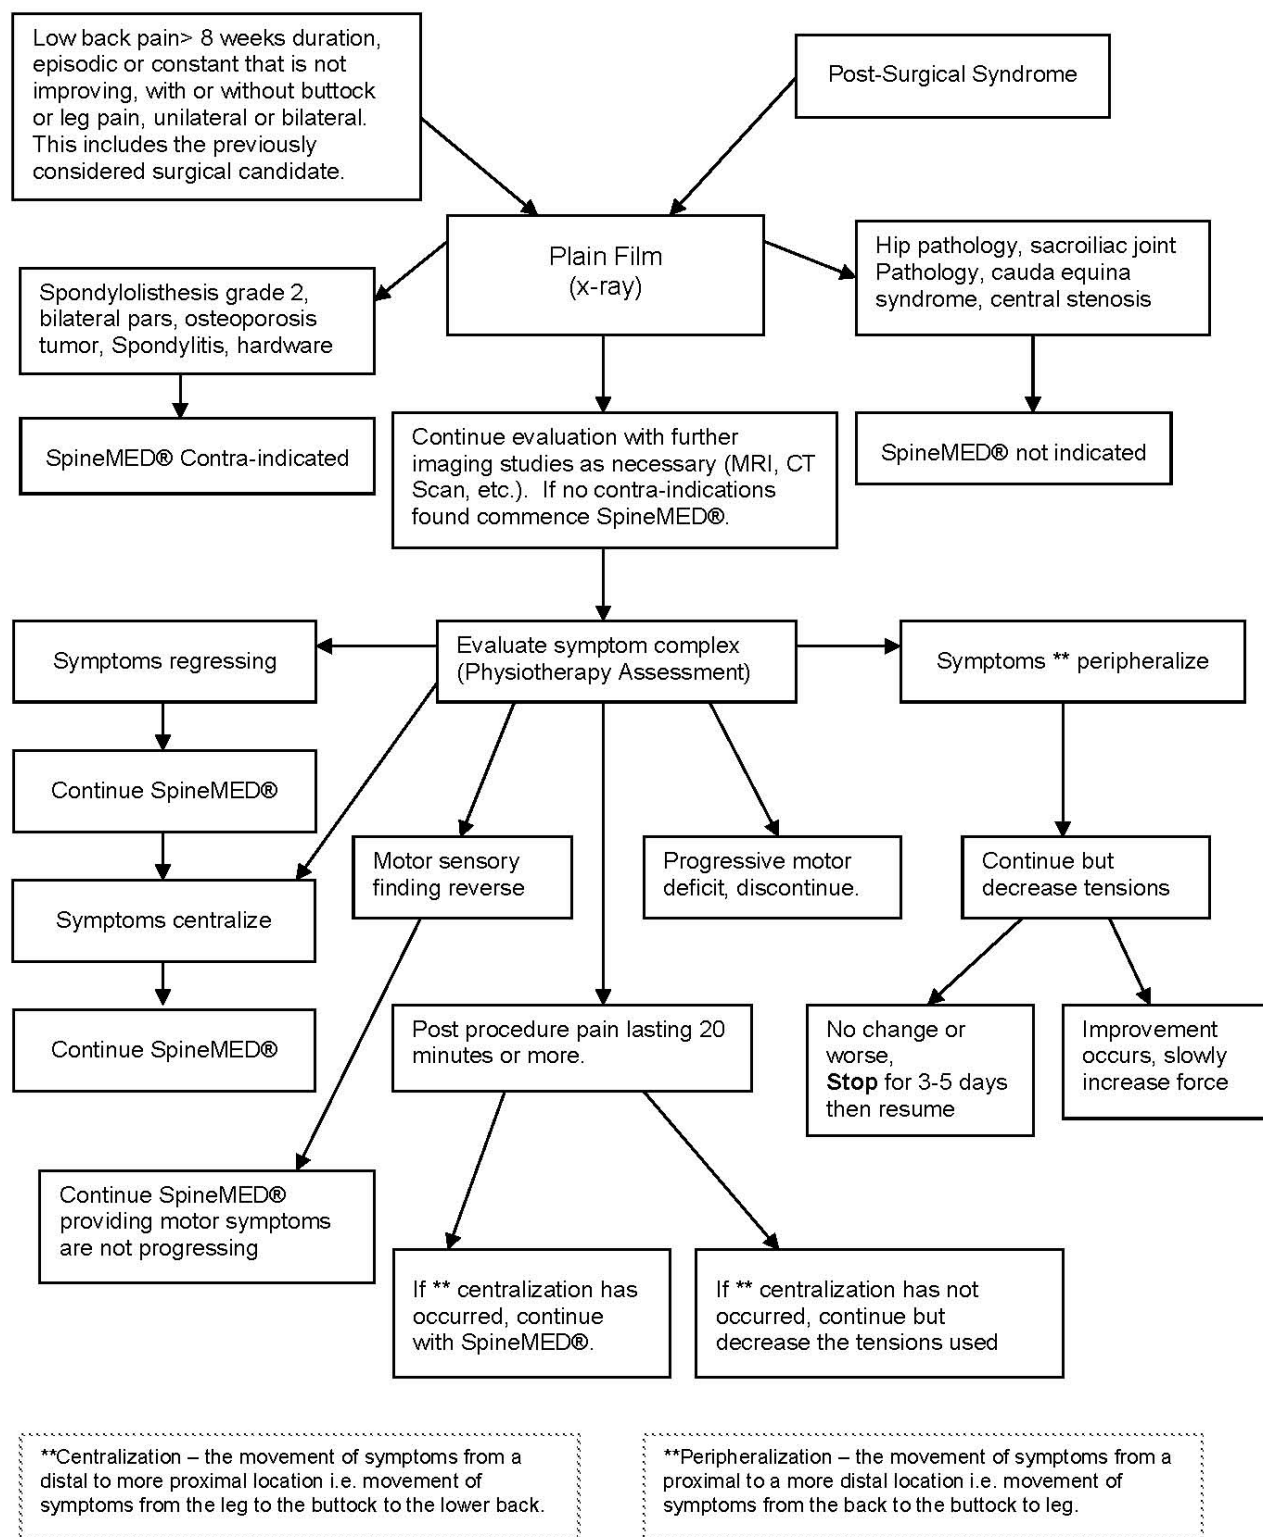 Low back pain> 8 weeks duration,
episodic or constant that is not
improving, with or without buttock
or leg pain, unilateral or bilateral.
This includes the previously
considered surgical candidate.
Post-Surgical Syndrome
Plain Film
(x-ray)
Spondylolisthesis grade 2,
bilateral pars, osteoporosis
tumor, Spondylitis, hardware
Hip pathology, sacroiliac joint
Pathology, cauda equina
syndrome, central stenosis
SpineMED® Contra-indicated
Continue evaluation with further
imaging studies as necessary (MRI, CT
Scan, etc.).  If no contra-indications
found commence SpineMED®.
SpineMED® not indicated
Symptoms regressing
Evaluate symptom complex
(Physiotherapy Assessment)
Symptoms ** peripheralize
Continue SpineMED®
Symptoms centralize
Continue SpineMED®
Motor sensory
finding reverse
Progressive motor
deficit, discontinue.
Continue but
decrease tensions
Post procedure pain lasting 20
minutes or more.
No change or
worse,
Stop for 3-5 days
then resume
Improvement
occurs, slowly
increase force
Continue SpineMED®
providing motor symptoms
are not progressing
If ** centralization has
occurred, continue
with SpineMED®.
If ** centralization has not
occurred, continue but
decrease the tensions used
**Centralization – the movement of symptoms from a
distal to more proximal location i.e. movement of
symptoms from the leg to the buttock to the lower back.
**Peripheralization – the movement of symptoms from a
proximal to a more distal location i.e. movement of
symptoms from the back to the buttock to leg.